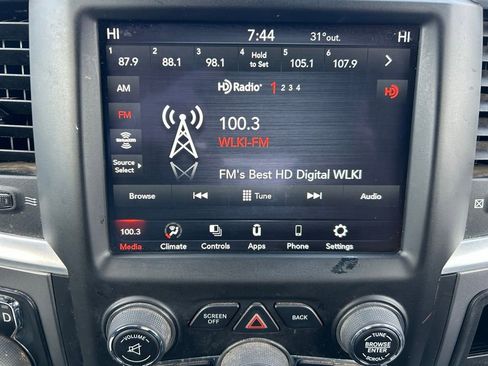 HI 7:44 31°out. HI
1 2 3 4 5 6
87.9 88.1 98.1 Hold to Set 105.1 107.9
AM HD Radio 1 2 3 4 HD
FM 100.3
WLKI-FM
SiriusXM
Source Select FM's Best HD Digital WLKI
Browse Tune Audio
100.3
Media Climate Controls Apps Phone Settings
SCREEN OFF BACK
VOLUME
TUNE
BROWSE
ENTER
SCROLL
D